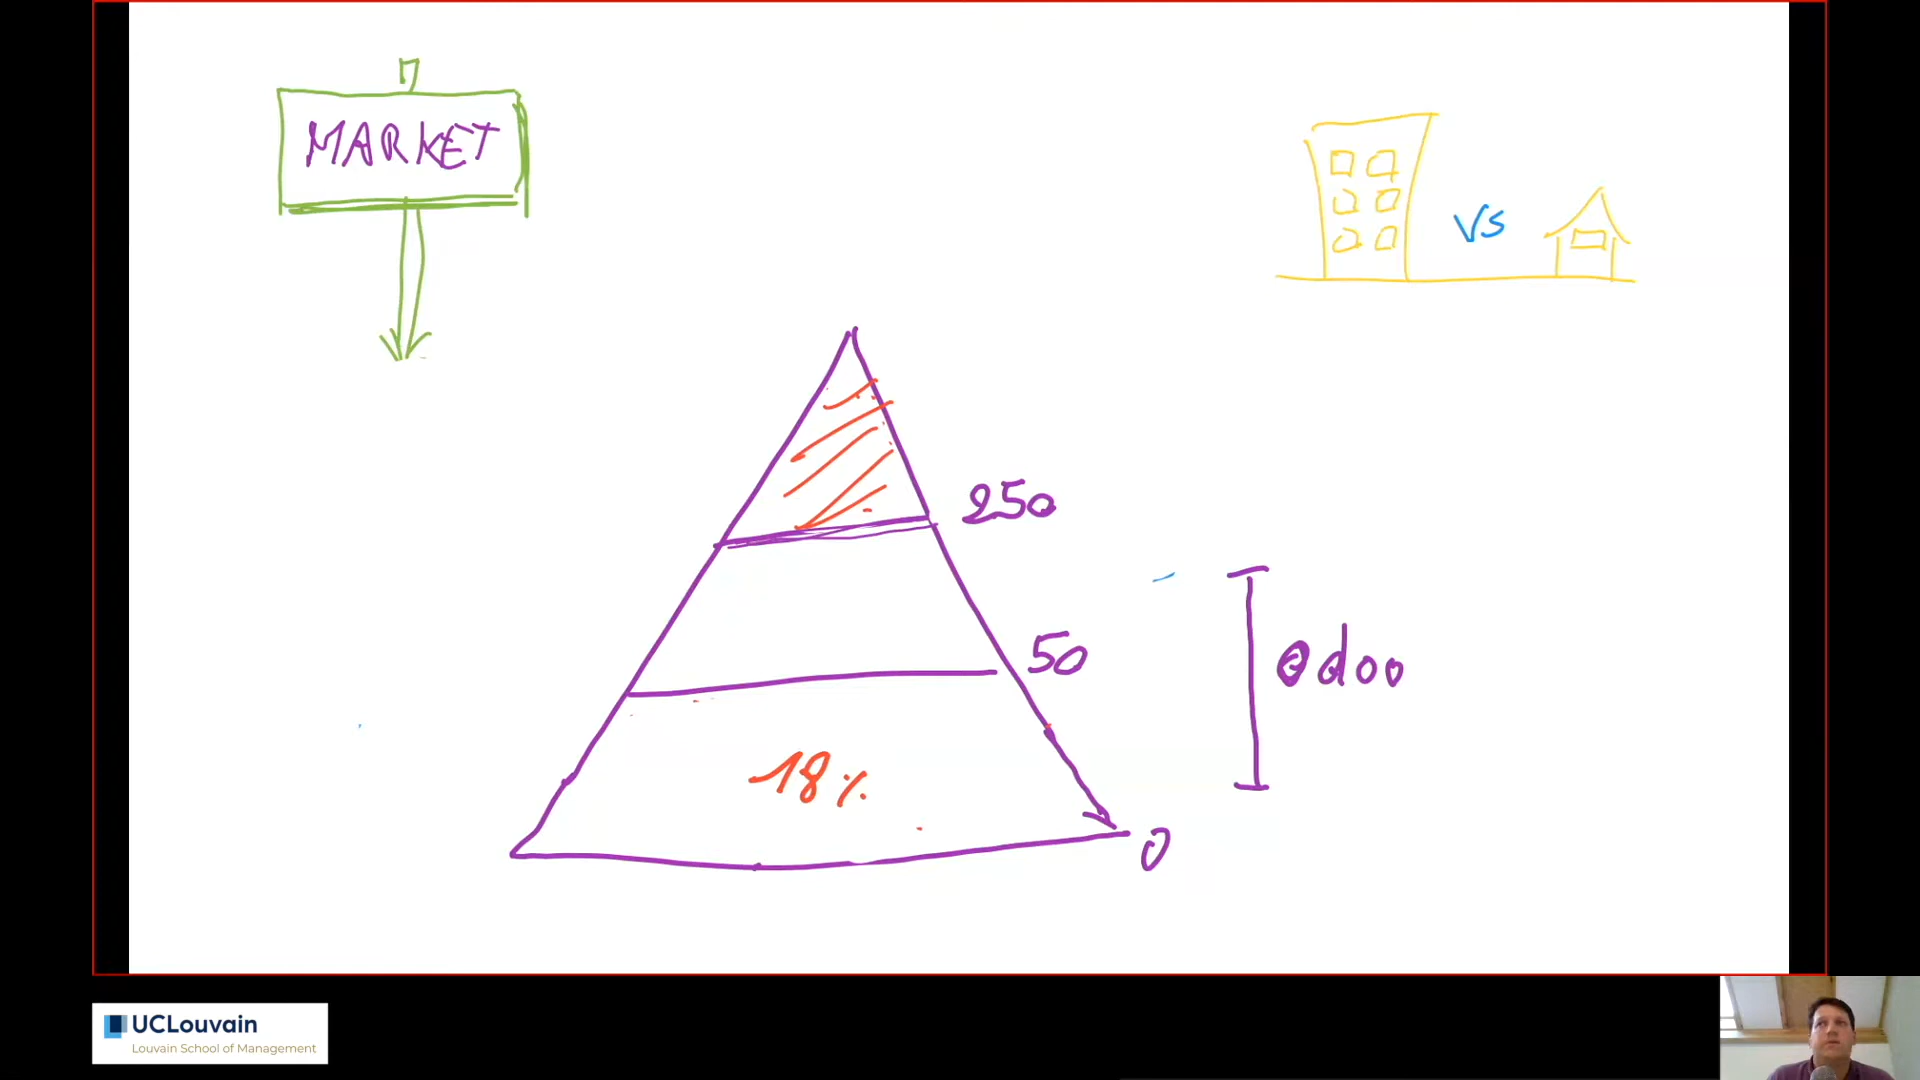 MARKET
VS
250
50
odoo
18%
0
UCLouvain
Louvain School of Management